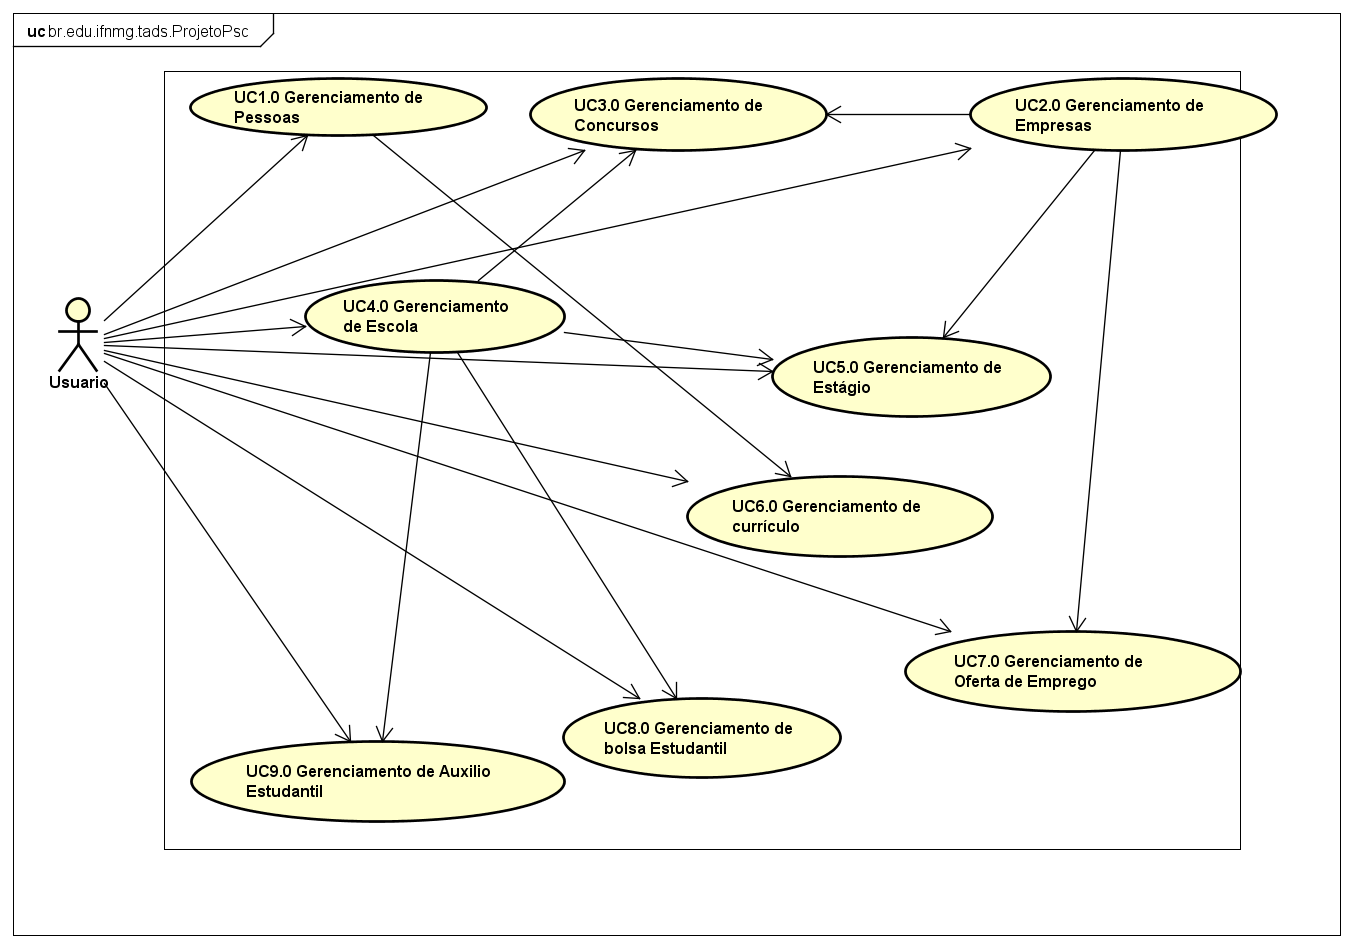 uc br.edu.ifnmg.tads.ProjetoPsc
UC1.0 Gerenciamento de
Pessoas
UC3.0 Gerenciamento de
Concursos
UC2.0 Gerenciamento de
Empresas
UC4.0 Gerenciamento
de Escola
Usuario
UC5.0 Gerenciamento de
Estágio
UC6.0 Gerenciamento de
currículo
UC7.0 Gerenciamento de
Oferta de Emprego
UC8.0 Gerenciamento de
bolsa Estudantil
UC9.0 Gerenciamento de Auxilio
Estudantil